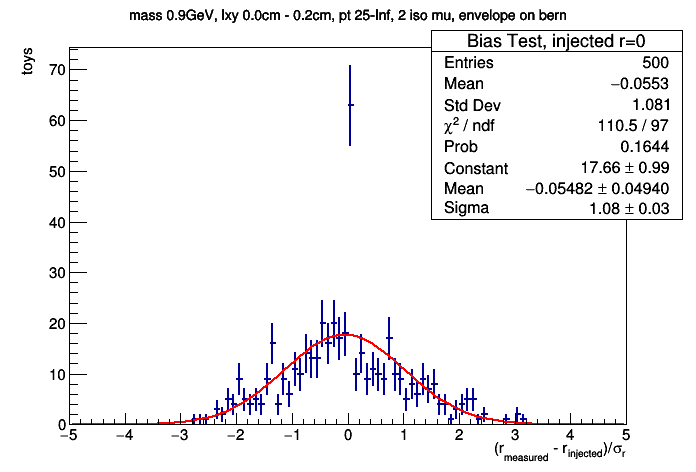 mass 0.9GeV, lxy 0.0cm - 0.2cm, pt 25-Inf, 2 iso mu, envelope on bern
Bias Test, injected r=0
Entries 500
Mean −0.0553
Std Dev 1.081
χ² / ndf 110.5 / 97
Prob 0.1644
Constant 17.66 ± 0.99
Mean −0.05482 ± 0.04940
Sigma 1.08 ± 0.03
toys
70
60
50
40
30
20
10
0
−5 −4 −3 −2 −1 0 1 2 3 4 5
(r_measured - r_injected)/σ_r